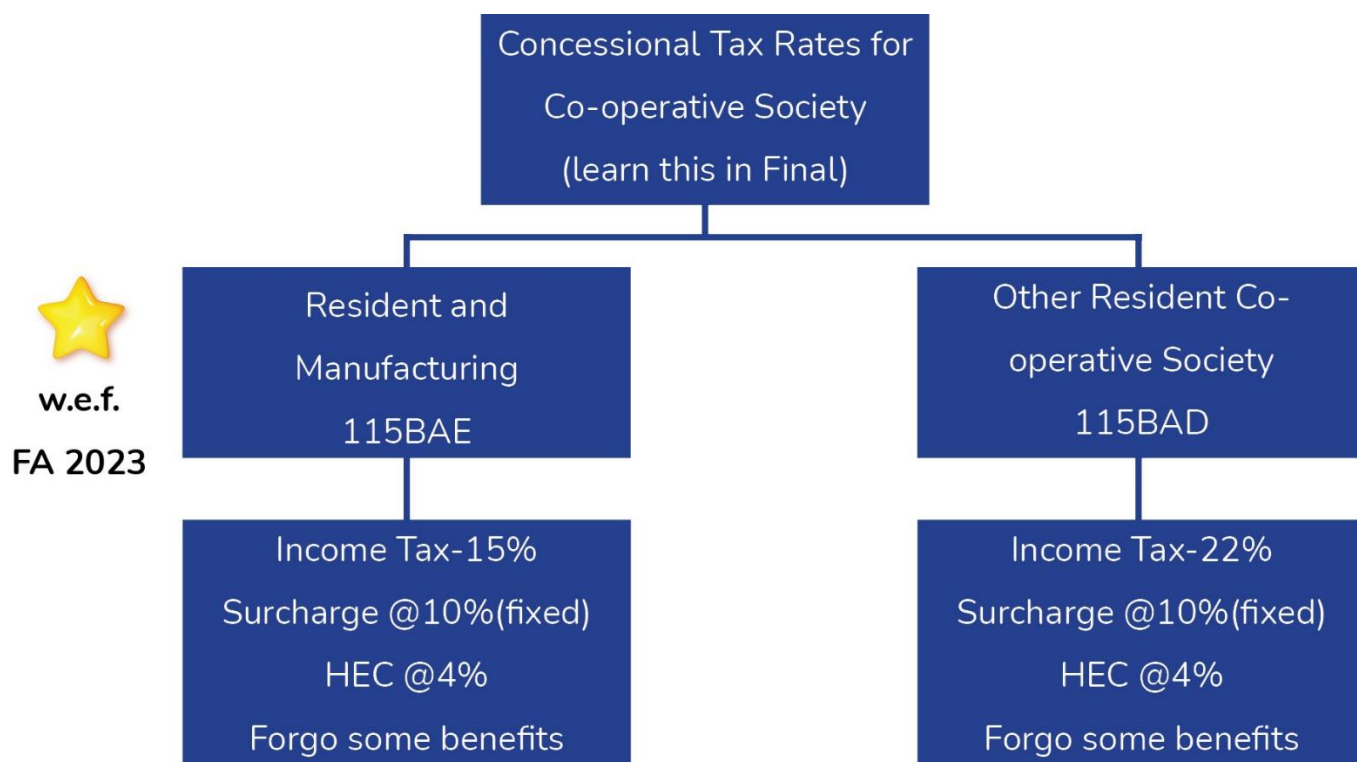 Concessional Tax Rates for
Co-operative Society
(learn this in Final)
w.e.f.
FA 2023
Resident and
Manufacturing
115BAE
Other Resident Co-
operative Society
115BAD
Income Tax-15%
Surcharge @10%(fixed)
HEC @4%
Forgo some benefits
Income Tax-22%
Surcharge @10%(fixed)
HEC @4%
Forgo some benefits